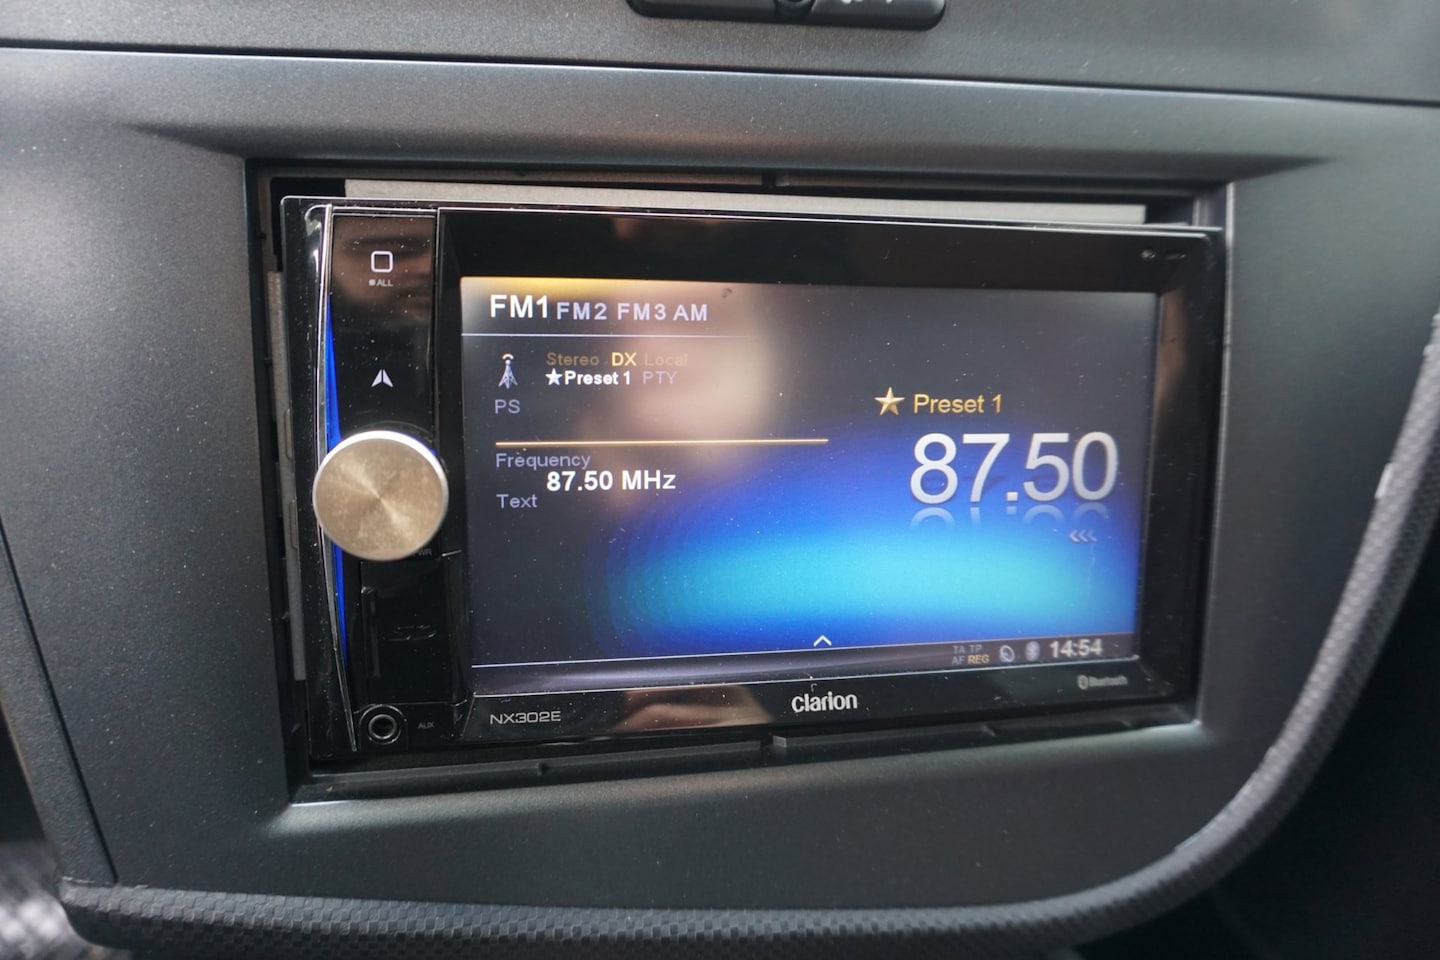 ALL
FM1 FM2 FM3 AM
Stereo DX Local
★Preset 1 PTY
PS
★ Preset 1
87.50
Frequency
87.50 MHz
Text
PWR
TA TP
AF REG
14:54
Bluetooth
clarion
NX302E
AUX